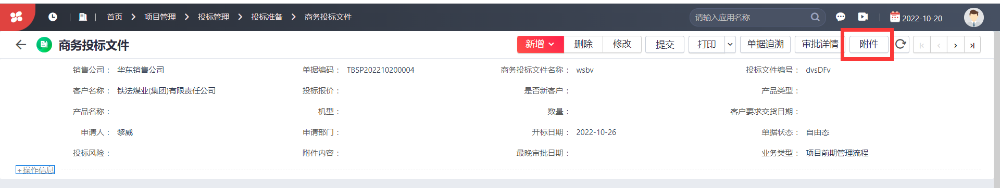 首页 项目管理 投标管理 投标准备 商务投标文件 请输入应用名称 2022-10-20
商务投标文件 新增 删除 修改 提交 打印 单据追溯 审批详情 附件
销售公司： 华东销售公司 单据编码： TBSP202210200004 商务投标文件名称： wsbv 投标文件编号： dvsDFv
客户名称： 铁法煤业(集团)有限责任公司 投标报价： 是否新客户： 产品类型：
产品名称： 机型： 数量： 客户要求交货日期：
申请人： 黎威 申请部门： 开标日期： 2022-10-26 单据状态： 自由态
投标风险： 附件内容： 最晚审批日期： 业务类型： 项目前期管理流程
+操作信息